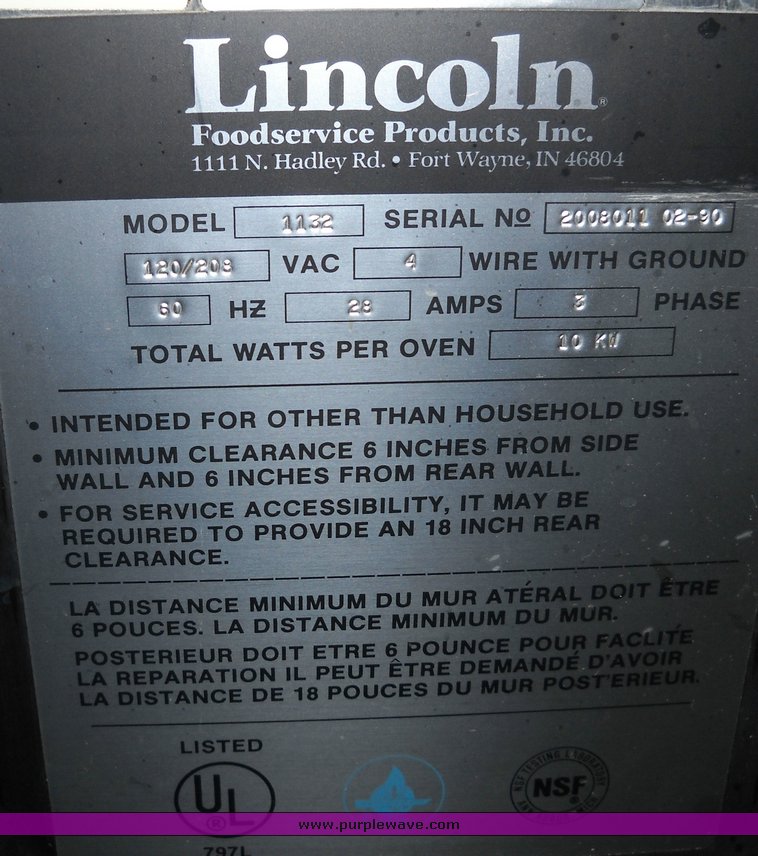 Lincoln®
Foodservice Products, Inc.
1111 N. Hadley Rd. • Fort Wayne, IN 46804
MODEL 1132 SERIAL Nº 2008011 02-90
120/208 VAC 4 WIRE WITH GROUND
60 HZ 28 AMPS 3 PHASE
TOTAL WATTS PER OVEN 10 KW
• INTENDED FOR OTHER THAN HOUSEHOLD USE.
• MINIMUM CLEARANCE 6 INCHES FROM SIDE
WALL AND 6 INCHES FROM REAR WALL.
• FOR SERVICE ACCESSIBILITY, IT MAY BE
REQUIRED TO PROVIDE AN 18 INCH REAR
CLEARANCE.
LA DISTANCE MINIMUM DU MUR ATÉRAL DOIT ÊTRE
6 POUCES. LA DISTANCE MINIMUM DU MUR.
POSTERIEUR DOIT ETRE 6 POUNCE POUR FACLITE
LA REPARATION IL PEUT ÊTRE DEMANDÉ D'AVOIR
LA DISTANCE DE 18 POUCES DU MUR POST'ERIEUR.
LISTED
UL®
NSF TESTING LABORATORY
NSF®
www.purplewave.com
797L